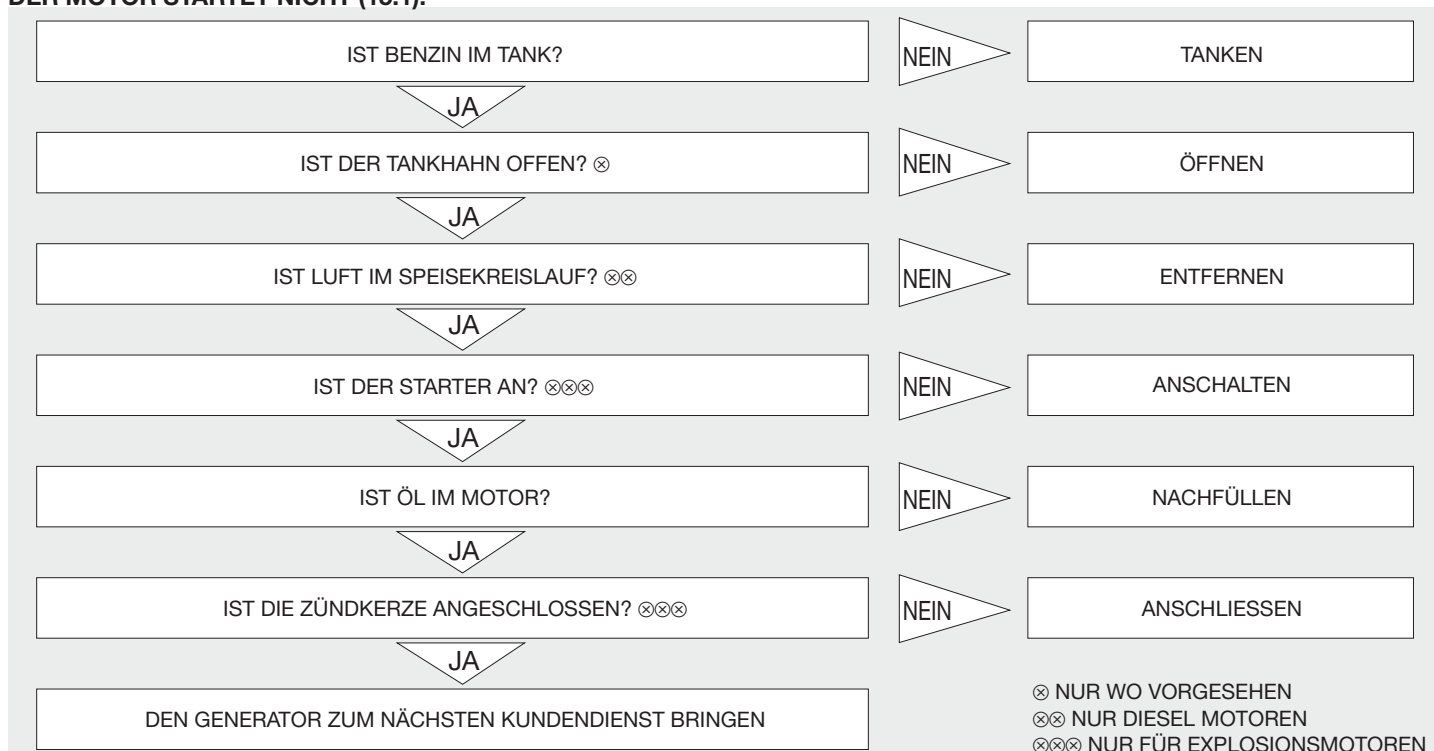 DER MOTOR STARTET NICHT (15.1):
IST BENZIN IM TANK?
NEIN
TANKEN
JA
IST DER TANKHAHN OFFEN? ⊗
NEIN
ÖFFNEN
JA
IST LUFT IM SPEISEKREISLAUF? ⊗⊗
NEIN
ENTFERNEN
JA
IST DER STARTER AN? ⊗⊗⊗
NEIN
ANSCHALTEN
JA
IST ÖL IM MOTOR?
NEIN
NACHFÜLLEN
JA
IST DIE ZÜNDKERZE ANGESCHLOSSEN? ⊗⊗⊗
NEIN
ANSCHLIESSEN
JA
DEN GENERATOR ZUM NÄCHSTEN KUNDENDIENST BRINGEN
⊗ NUR WO VORGESEHEN
⊗⊗ NUR DIESEL MOTOREN
⊗⊗⊗ NUR FÜR EXPLOSIONSMOTOREN